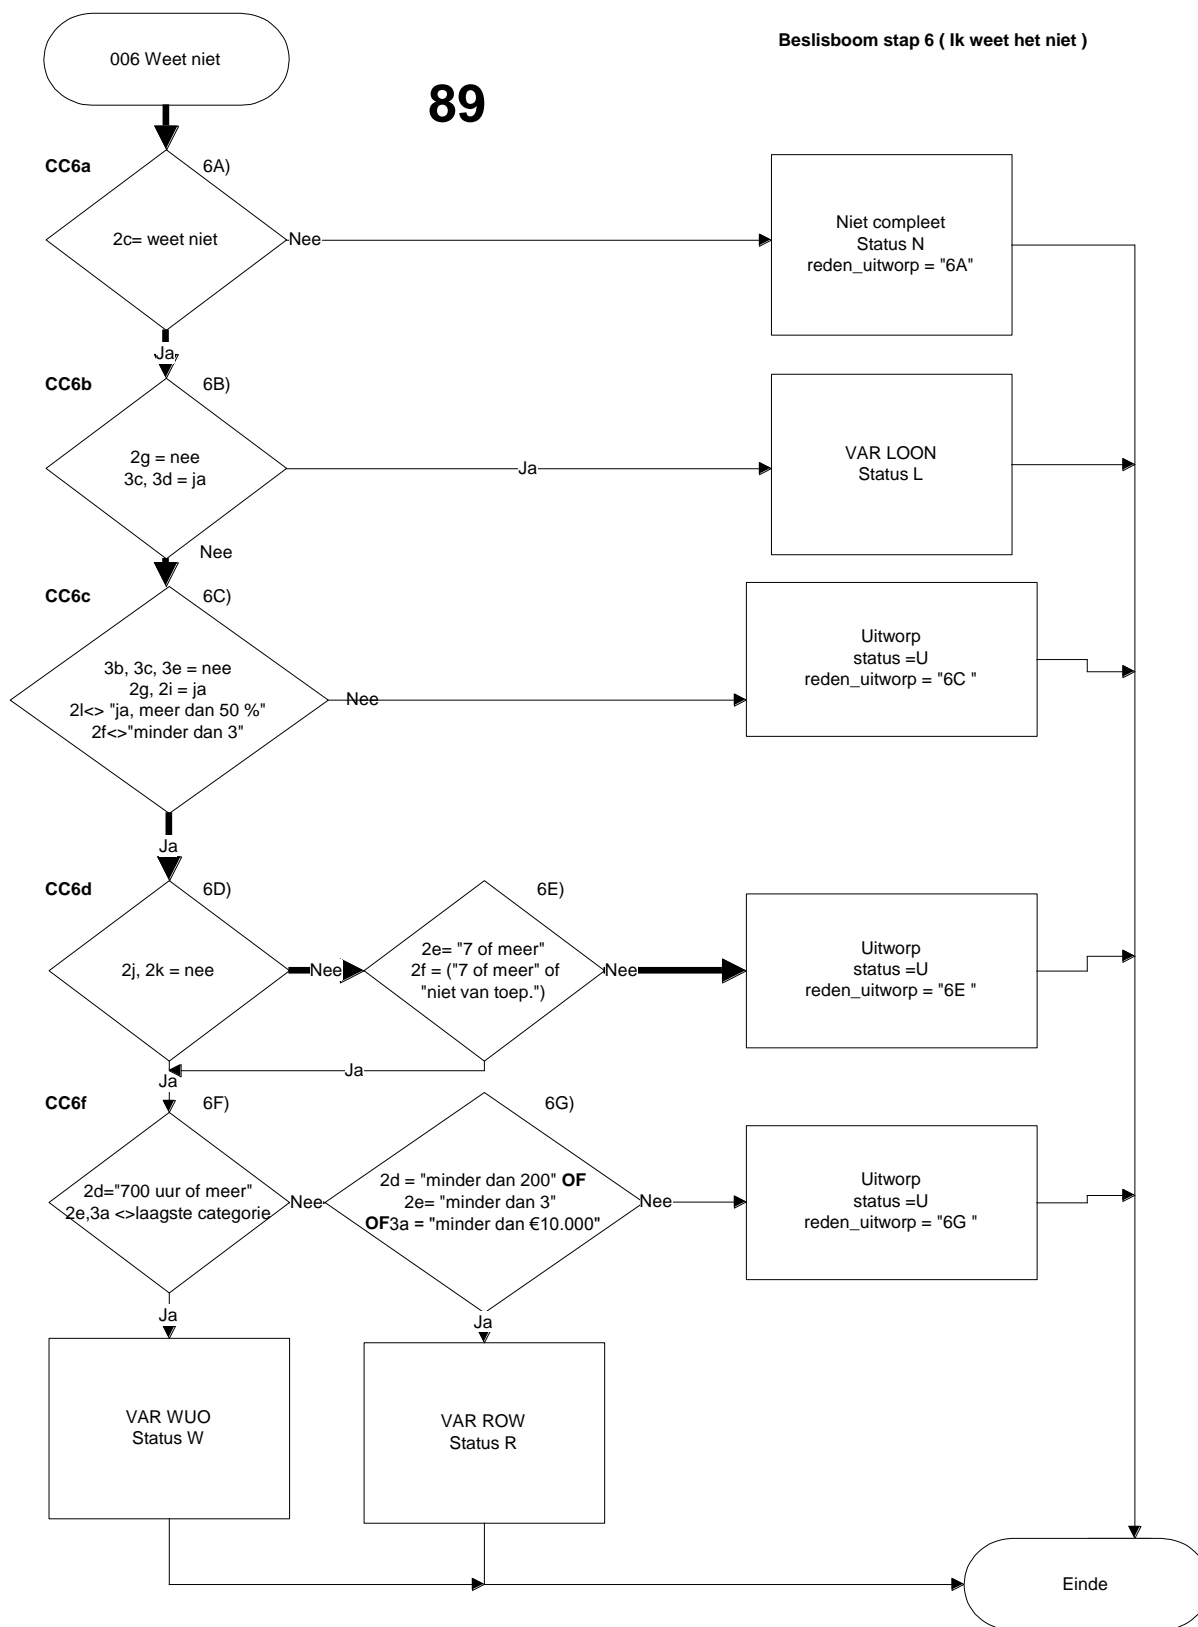 Beslisboom stap 6 ( Ik weet het niet )
006 Weet niet
89
CC6a
6A)
2c= weet niet
Nee
Niet compleet
Status N
reden_uitworp = "6A"
Ja
CC6b
6B)
2g = nee
3c, 3d = ja
Ja
VAR LOON
Status L
Nee
CC6c
6C)
3b, 3c, 3e = nee
2g, 2i = ja
2l<> "ja, meer dan 50 %"
2f<>"minder dan 3"
Nee
Uitworp
status =U
reden_uitworp = "6C "
Ja
CC6d
6D)
2j, 2k = nee
Nee
6E)
2e= "7 of meer"
2f = ("7 of meer" of
"niet van toep.")
Nee
Uitworp
status =U
reden_uitworp = "6E "
Ja
Ja
CC6f
6F)
2d="700 uur of meer"
2e,3a <>laagste categorie
Nee
6G)
2d = "minder dan 200" OF
2e= "minder dan 3"
OF3a = "minder dan €10.000"
Nee
Uitworp
status =U
reden_uitworp = "6G "
Ja
Ja
VAR WUO
Status W
VAR ROW
Status R
Einde